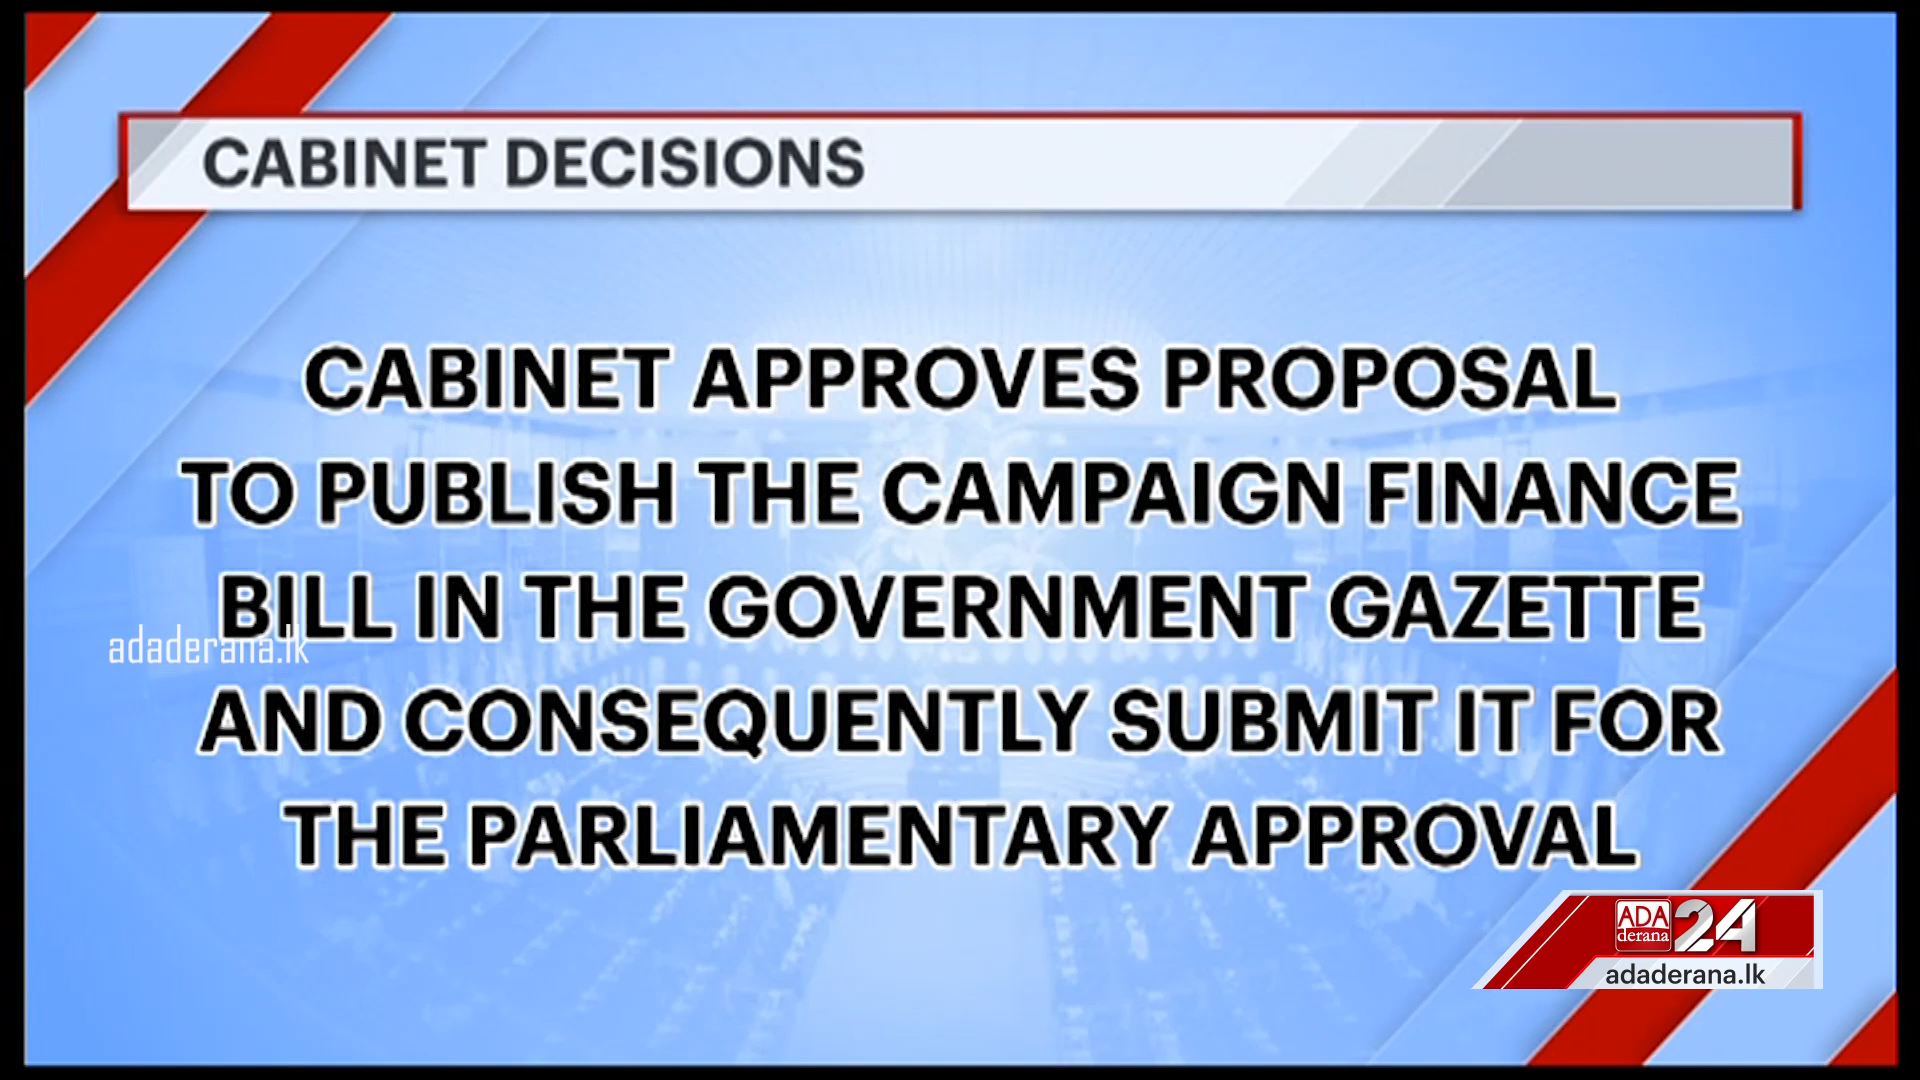 CABINET DECISIONS
CABINET APPROVES PROPOSAL
TO PUBLISH THE CAMPAIGN FINANCE
BILL IN THE GOVERNMENT GAZETTE
adaderana.lk
AND CONSEQUENTLY SUBMIT IT FOR
THE PARLIAMENTARY APPROVAL
ADA
derana
24
adaderana.lk